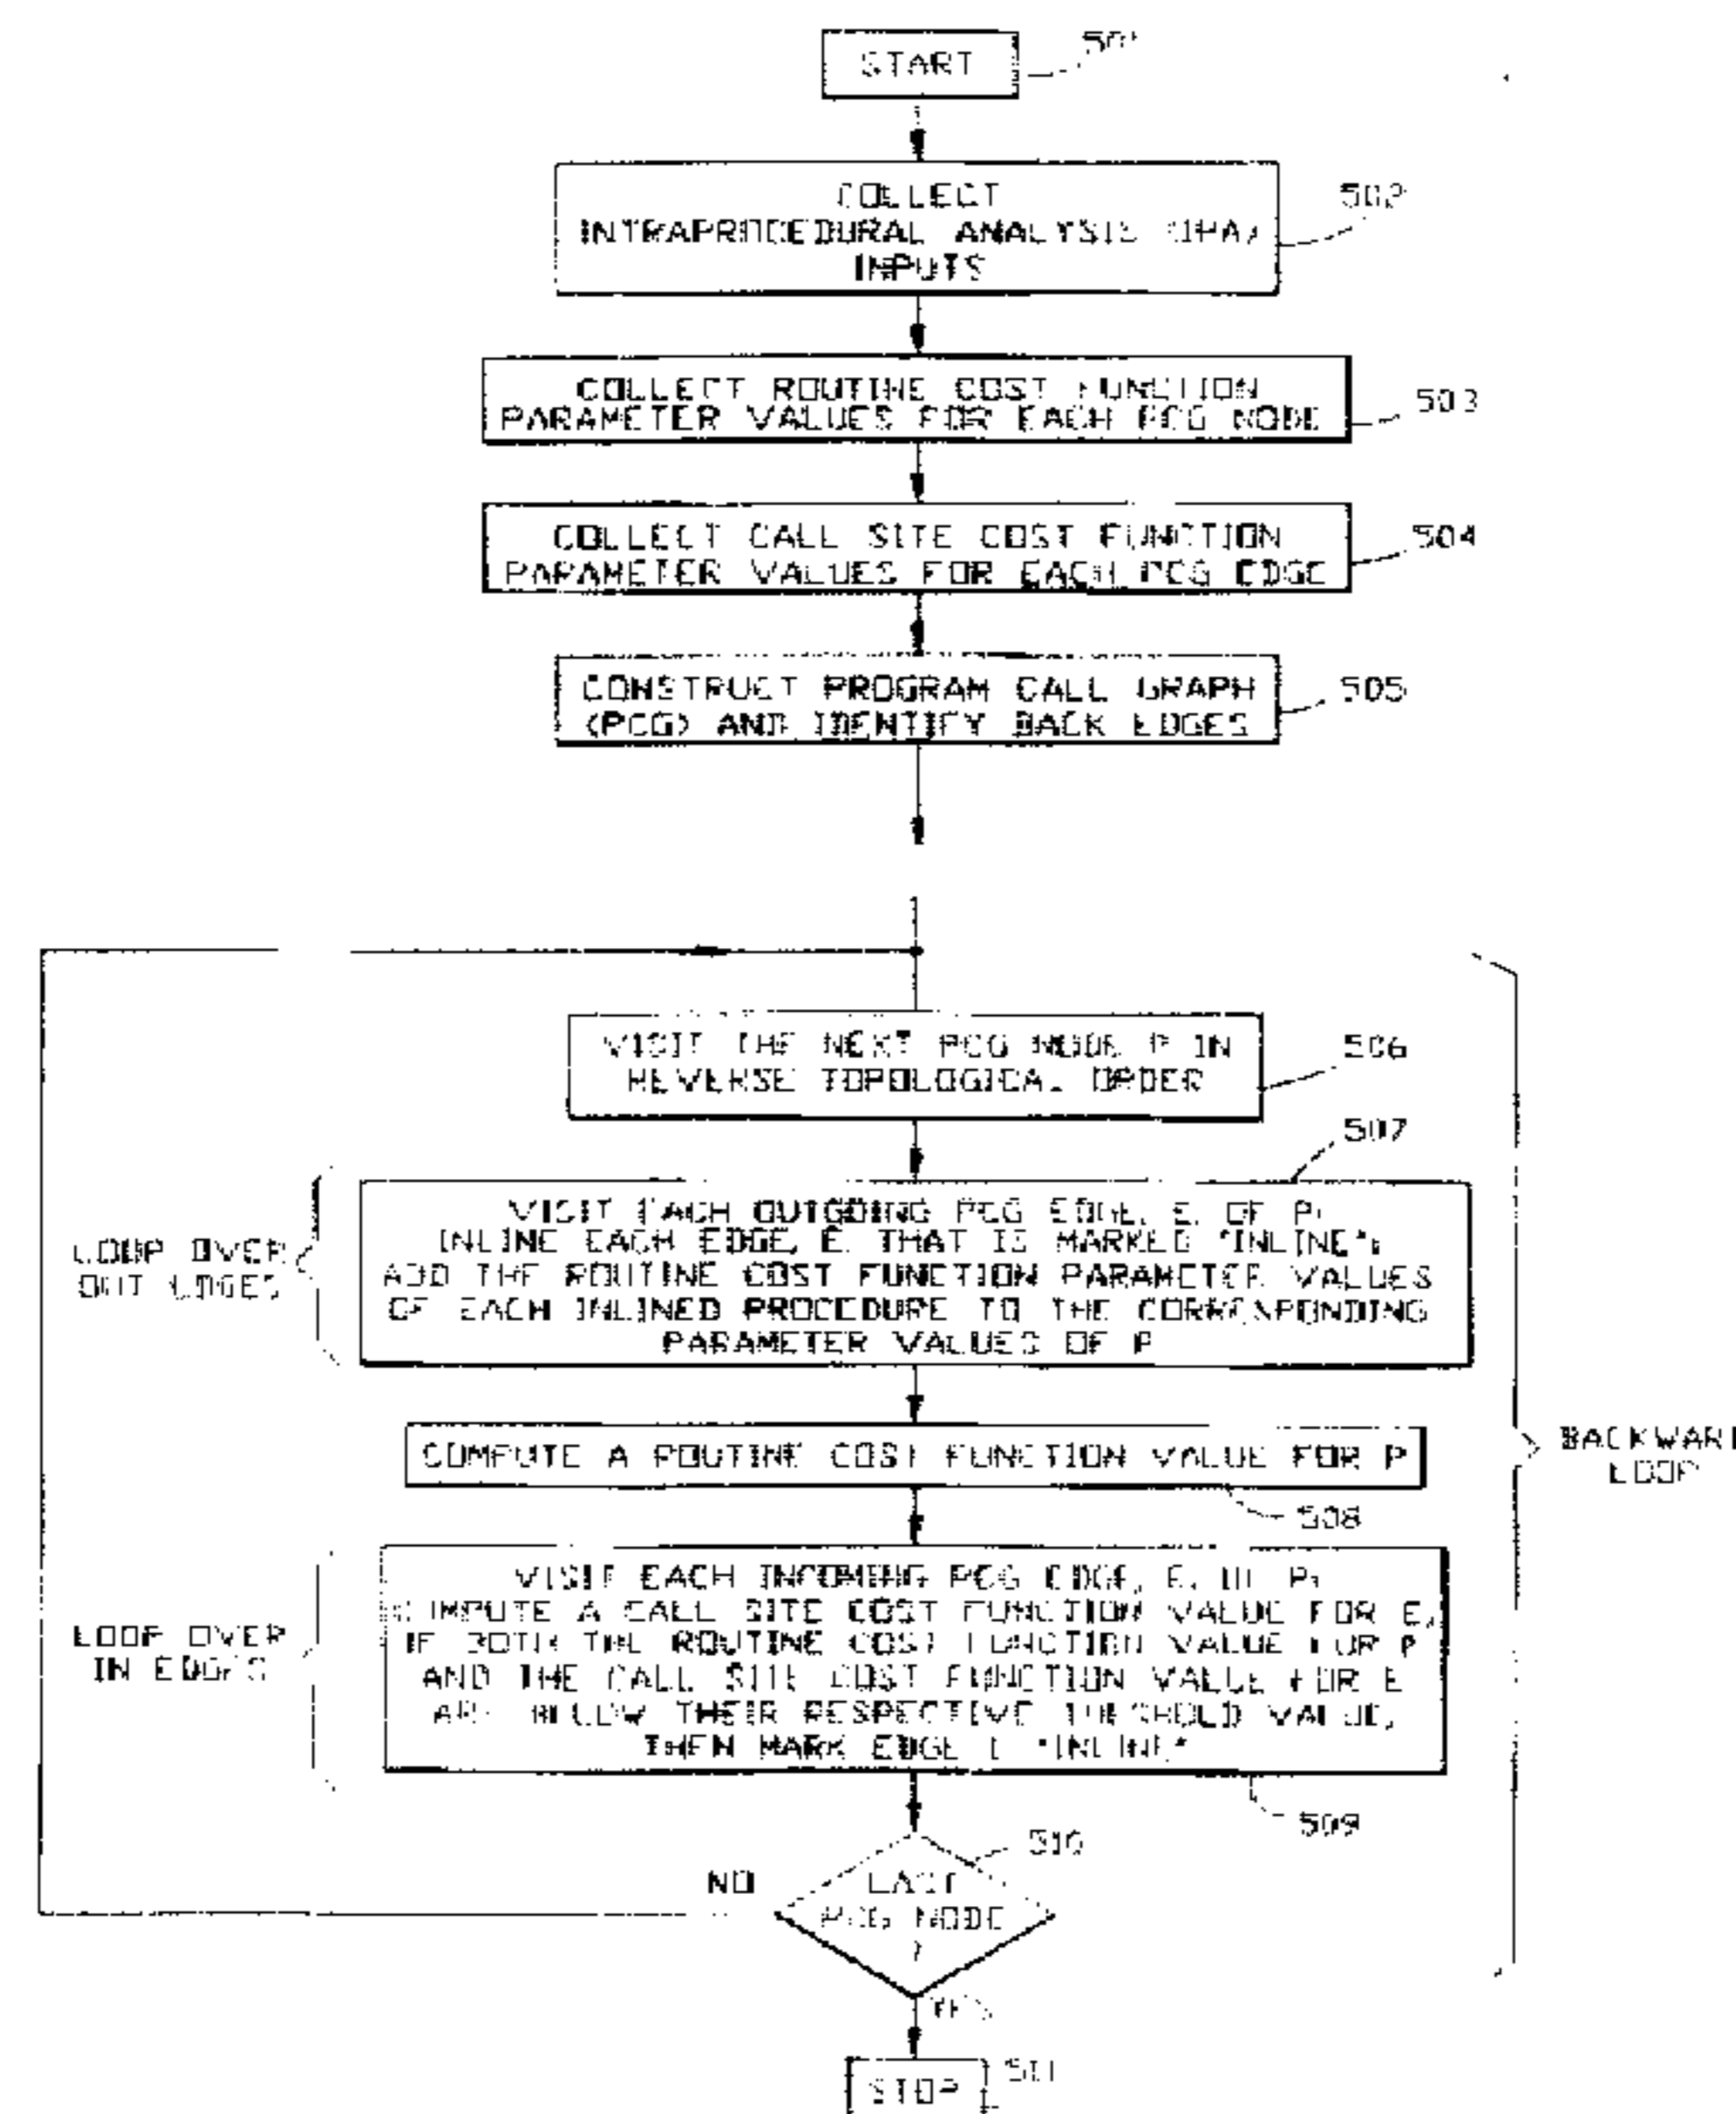 START
501
COLLECT
INTRAPROCEDURAL ANALYSIS (IPA)
INPUTS
502
COLLECT ROUTINE COST FUNCTION
PARAMETER VALUES FOR EACH PCG NODE
503
COLLECT CALL SITE COST FUNCTION
PARAMETER VALUES FOR EACH PCG EDGE
504
CONSTRUCT PROGRAM CALL GRAPH
(PCG) AND IDENTIFY BACK EDGES
505
VISIT THE NEXT PCG NODE P IN
REVERSE TOPOLOGICAL ORDER
506
507
LOOP OVER
OUT EDGES
VISIT EACH OUTGOING PCG EDGE, E, OF P;
INLINE EACH EDGE, E, THAT IS MARKED "INLINE";
ADD THE ROUTINE COST FUNCTION PARAMETER VALUES
OF EACH INLINED PROCEDURE TO THE CORRESPONDING
PARAMETER VALUES OF P
COMPUTE A ROUTINE COST FUNCTION VALUE FOR P
508
BACKWARD
LOOP
LOOP OVER
IN EDGES
VISIT EACH INCOMING PCG EDGE, E, P;
COMPUTE A CALL SITE COST FUNCTION VALUE FOR E;
IF BOTH THE ROUTINE COST FUNCTION VALUE FOR P
AND THE CALL SITE COST FUNCTION VALUE FOR E
ARE BELOW THEIR RESPECTIVE THRESHOLD VALUE,
THEN MARK EDGE E "INLINE"
509
510
NO
LAST
PCG NODE
?
YES
STOP
511